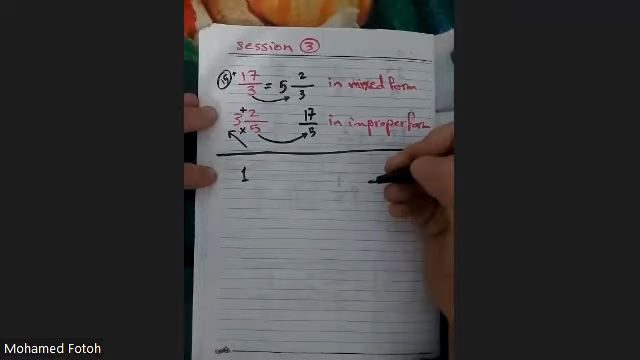 session 3
17/3 = 5 2/3 in mixed form
3 + 2 × 5 17/5 in improper form
1
Mohamed Fotoh